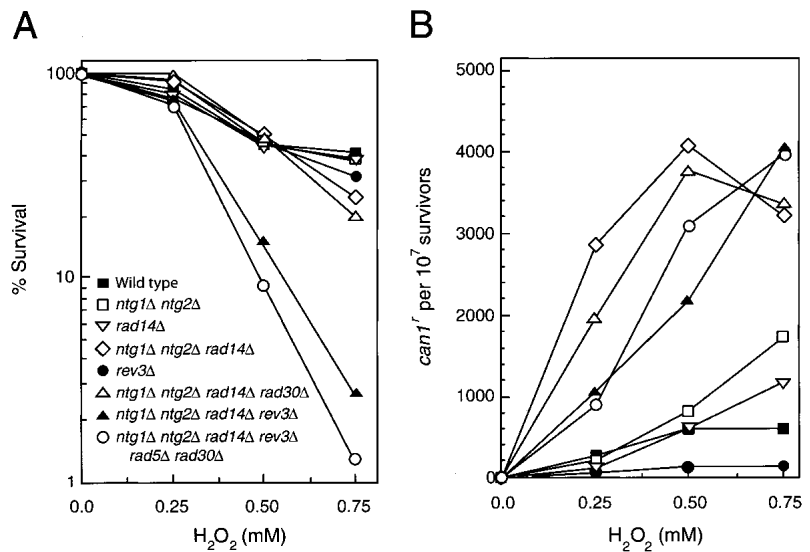 A
100
10
1
% Survival
Wild type
ntg1Δ ntg2Δ
rad14Δ
ntg1Δ ntg2Δ rad14Δ
rev3Δ
ntg1Δ ntg2Δ rad14Δ rad30Δ
ntg1Δ ntg2Δ rad14Δ rev3Δ
ntg1Δ ntg2Δ rad14Δ rev3Δ
rad5Δ rad30Δ
0.0 0.25 0.50 0.75
H₂O₂ (mM)
B
5000
4000
3000
2000
1000
0
can1ʳ per 10⁷ survivors
0.0 0.25 0.50 0.75
H₂O₂ (mM)